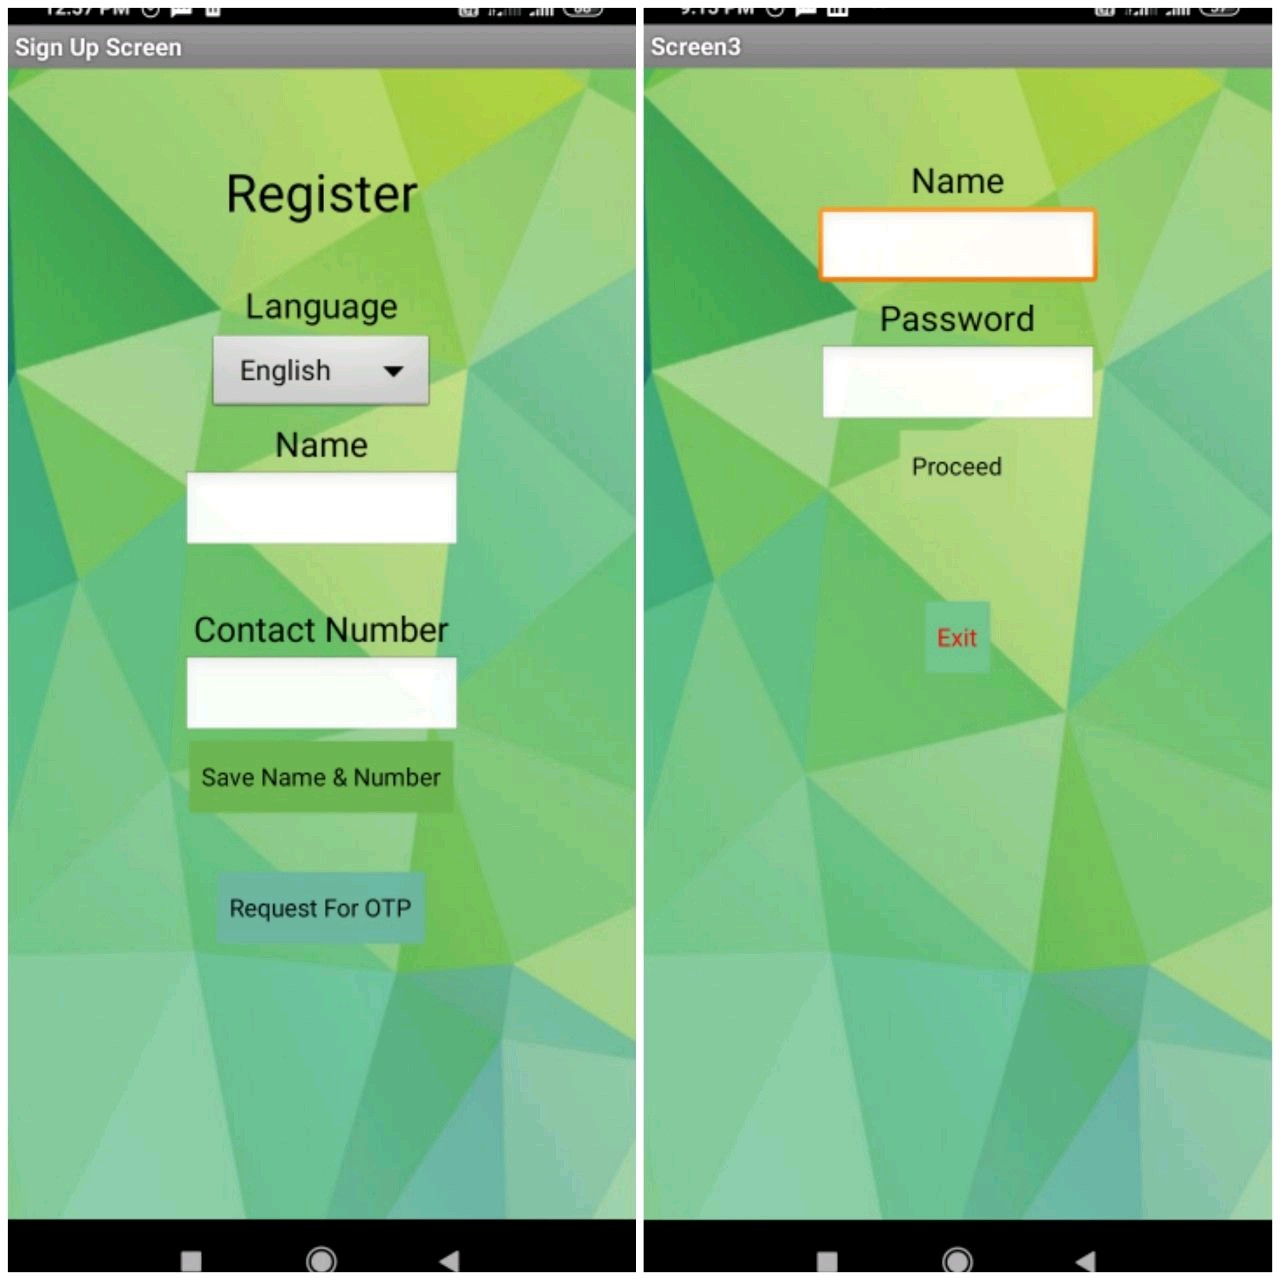 12:57 PM
Sign Up Screen
Register
Language
English
Name
Contact Number
Save Name & Number
Request For OTP
9:15 PM
Screen3
Name
Password
Proceed
Exit